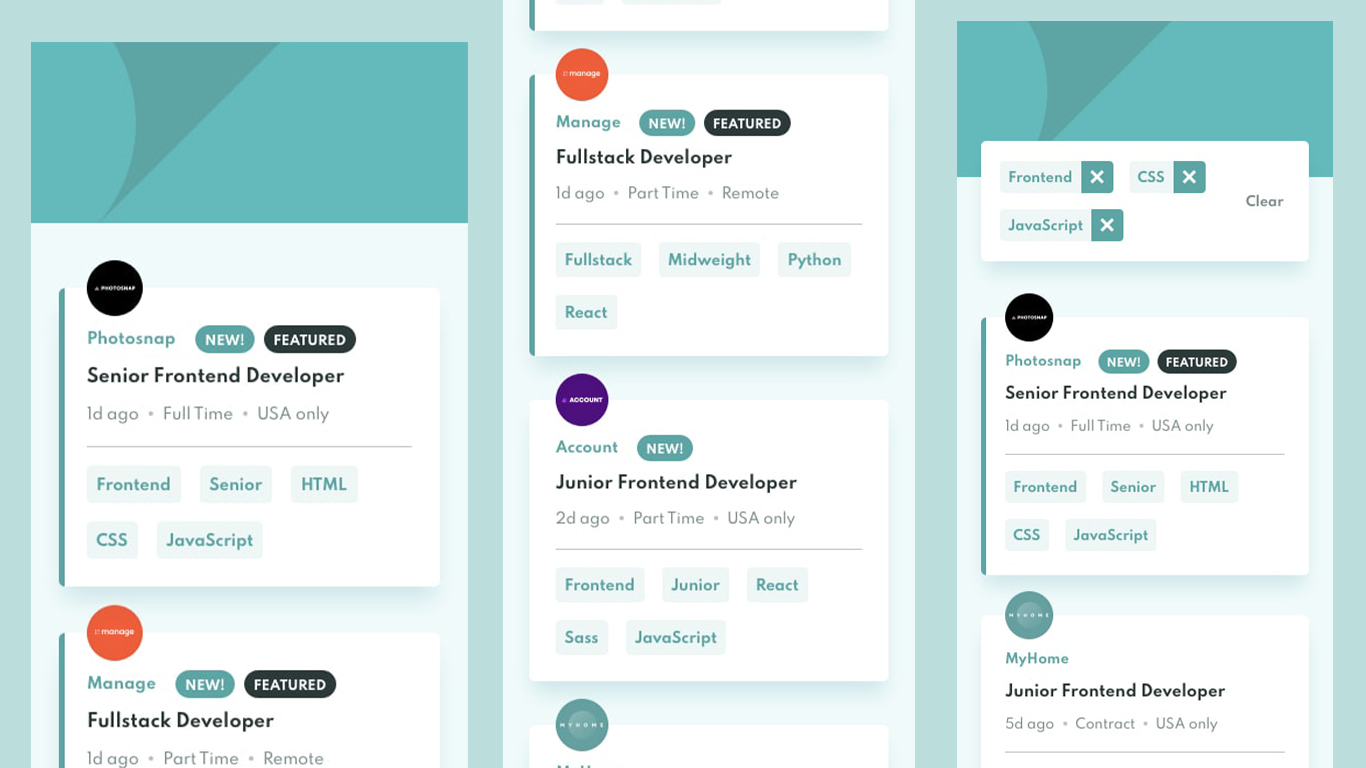 PHOTOSNAP
Photosnap NEW! FEATURED
Senior Frontend Developer
1d ago • Full Time • USA only
Frontend Senior HTML
CSS JavaScript
manage
Manage NEW! FEATURED
Fullstack Developer
1d ago • Part Time • Remote
manage
Manage NEW! FEATURED
Fullstack Developer
1d ago • Part Time • Remote
Fullstack Midweight Python
React
ACCOUNT
Account NEW!
Junior Frontend Developer
2d ago • Part Time • USA only
Frontend Junior React
Sass JavaScript
MYHOME
Frontend CSS
Clear
JavaScript
PHOTOSNAP
Photosnap NEW! FEATURED
Senior Frontend Developer
1d ago • Full Time • USA only
Frontend Senior HTML
CSS JavaScript
MYHOME
MyHome
Junior Frontend Developer
5d ago • Contract • USA only